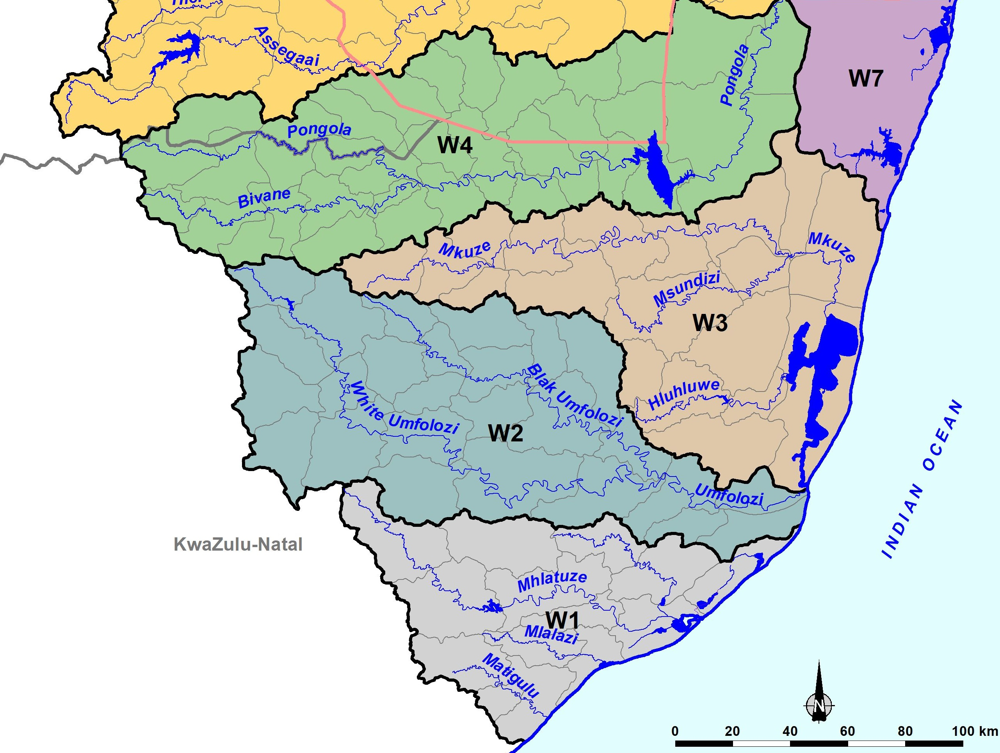 Assegaai
Pongola
W7
Pongola
W4
Bivane
Mkuze
Mkuze
Msundizi
W3
Blak Umfolozi
Hluhluwe
White Umfolozi
W2
INDIAN OCEAN
Umfolozi
KwaZulu-Natal
Mhlatuze
W1
Mlalazi
Matigulu
N
0 20 40 60 80 100 km